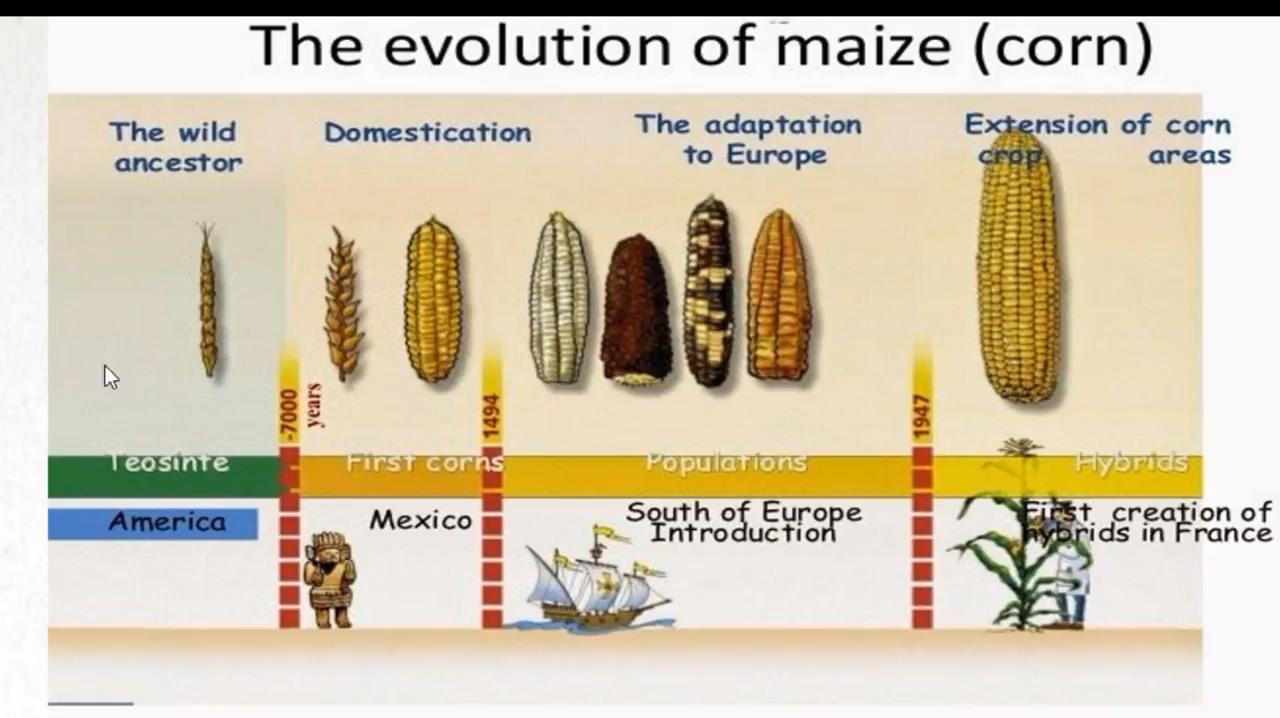 The evolution of maize (corn)
The wild
ancestor
Domestication
The adaptation
to Europe
Extension of corn
crop areas
-7000
years
1494
1947
Teosinte
First corns
Populations
Hybrids
America
Mexico
South of Europe
Introduction
First creation of
hybrids in France